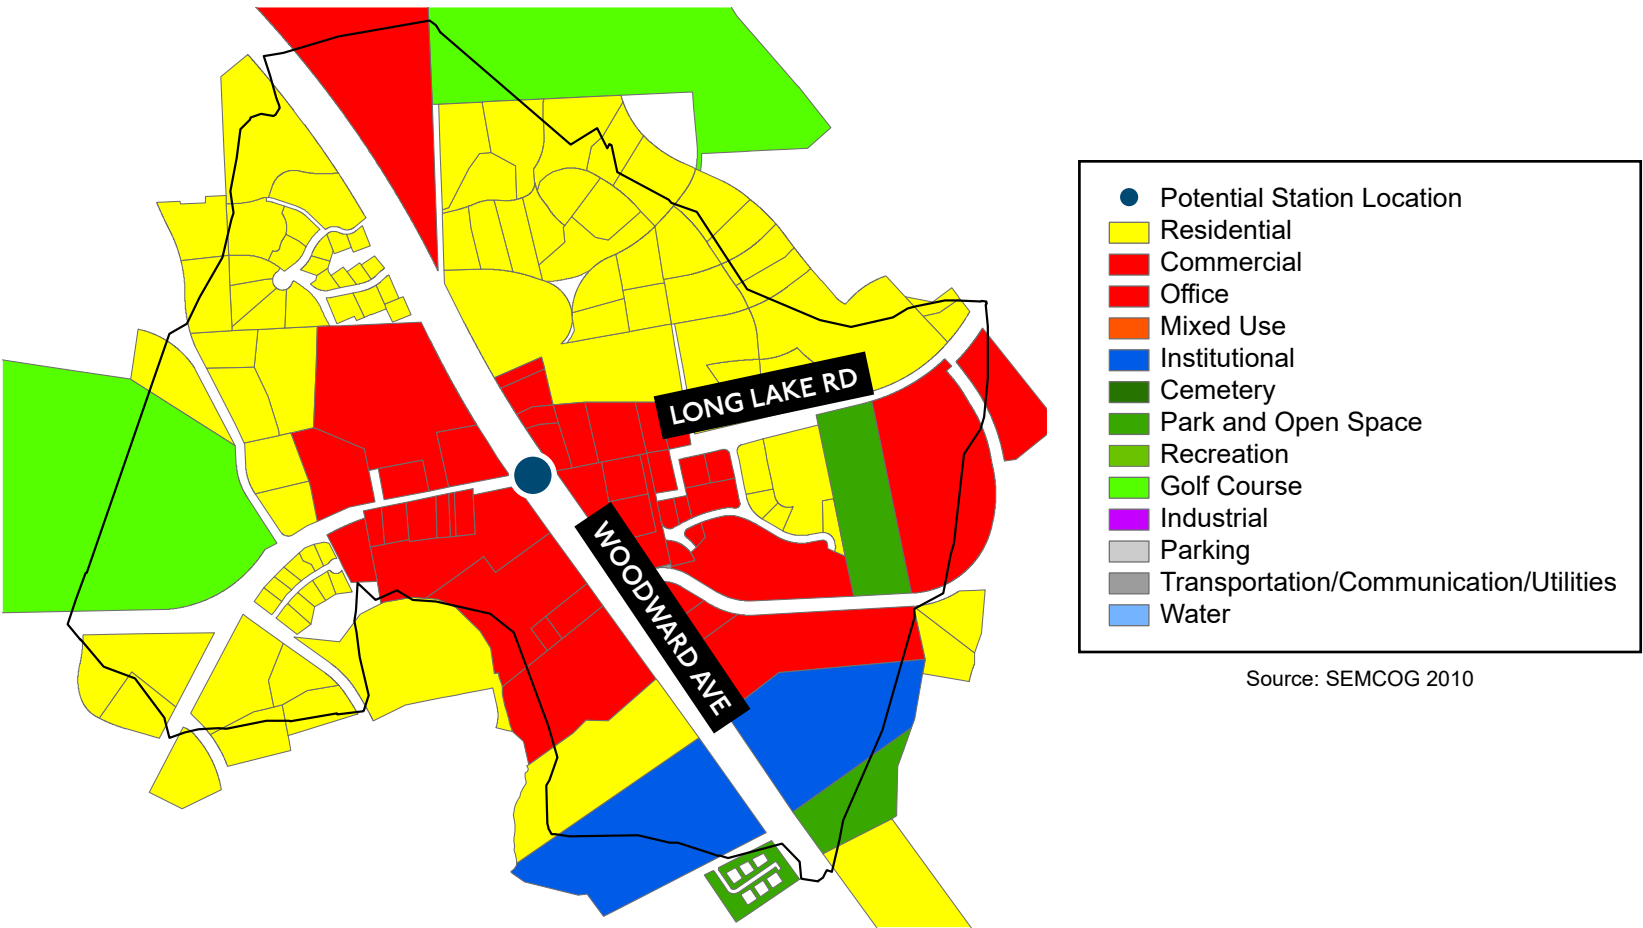 LONG LAKE RD
WOODWARD AVE
Potential Station Location
Residential
Commercial
Office
Mixed Use
Institutional
Cemetery
Park and Open Space
Recreation
Golf Course
Industrial
Parking
Transportation/Communication/Utilities
Water
Source: SEMCOG 2010